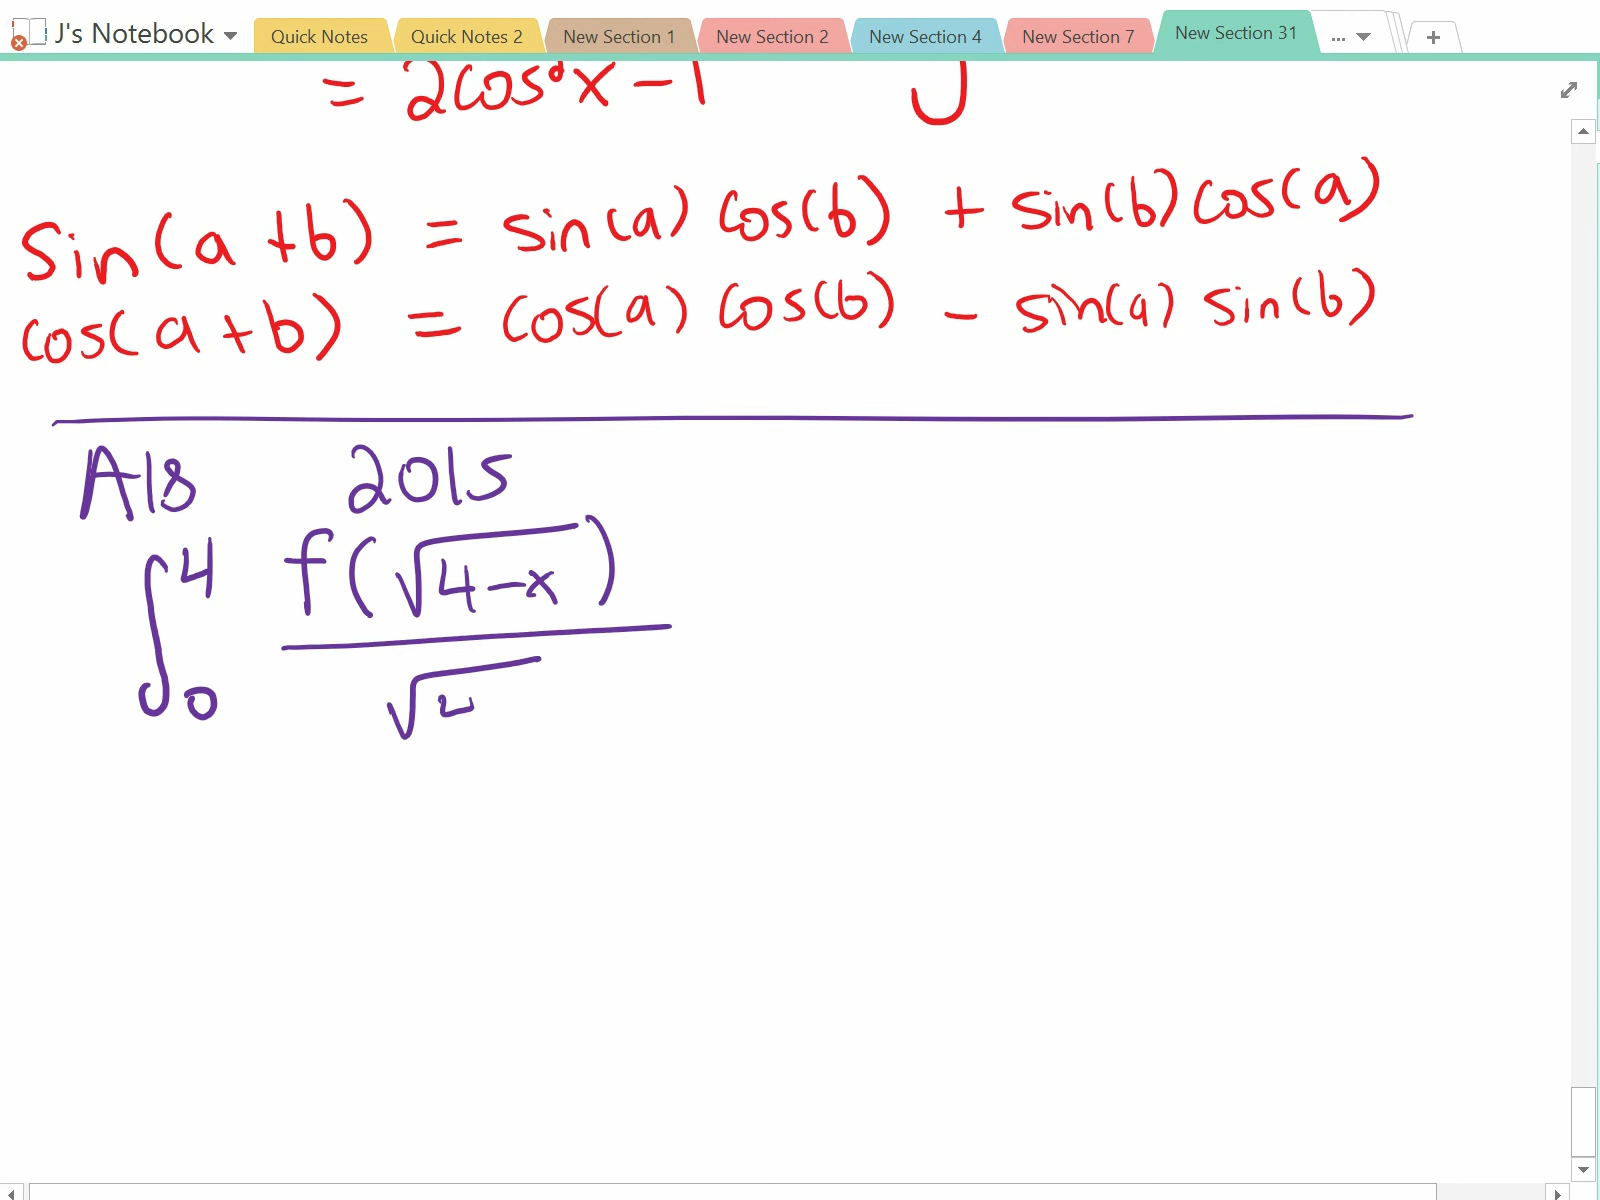 J's Notebook Quick Notes Quick Notes 2 New Section 1 New Section 2 New Section 4 New Section 7 New Section 31 ... +
= 2cos²x - 1
sin(a+b) = sin(a) cos(b) + sin(b) cos(a)
cos(a+b) = cos(a) cos(b) - sin(a) sin(b)
A18 2015
∫₀⁴ f(√(4-x)) / √